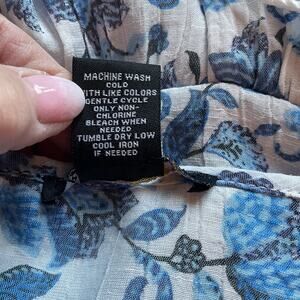 MACHINE WASH
COLD
WITH LIKE COLORS
GENTLE CYCLE
ONLY NON-
CHLORINE
BLEACH WHEN
NEEDED
TUMBLE DRY LOW
COOL IRON
IF NEEDED